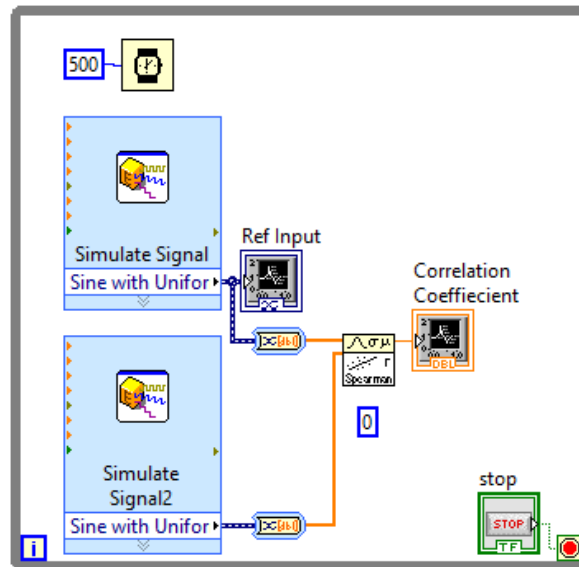 500
Simulate Signal
Sine with Unifor
Ref Input
Correlation
Coeffiecient
DBL
σμ
r
Spearman
0
Simulate
Signal2
Sine with Unifor
stop
STOP
TF
i